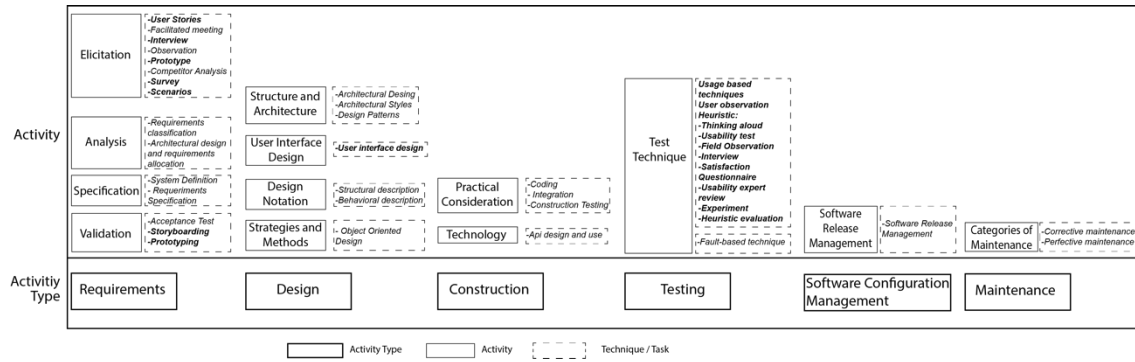 Activity
Elicitation
-User Stories
-Facilitated meeting
-Interview
-Observation
-Prototype
-Competitor Analysis
-Survey
-Scenarios
Analysis
-Requirements
classification
-Architectural design
and requirements
allocation
Specification
-System Definition
-Requeriments
Specification
Validation
-Acceptance Test
-Storyboarding
-Prototyping
Structure and
Architecture
-Architectural Desing
-Architectural Styles
-Design Patterns
User Interface
Design
-User interface design
Design
Notation
-Structural description
-Behavioral description
Strategies and
Methods
- Object Oriented
Design
Practical
Consideration
-Coding
- Integration
-Construction Testing
Technology
-Api design and use
Test
Technique
Usage based
techniques
User observation
Heuristic:
-Thinking aloud
-Usability test
-Field Observation
-Interview
-Satisfaction
Questionnaire
-Usability expert
review
-Experiment
-Heuristic evaluation
-Fault-based technique
Software
Release
Management
-Software Release
Management
Categories of
Maintenance
-Corrective maintenance
-Perfective maintenance
Activitiy
Type
Requirements
Design
Construction
Testing
Software Configuration
Management
Maintenance
Activity Type
Activity
Technique / Task